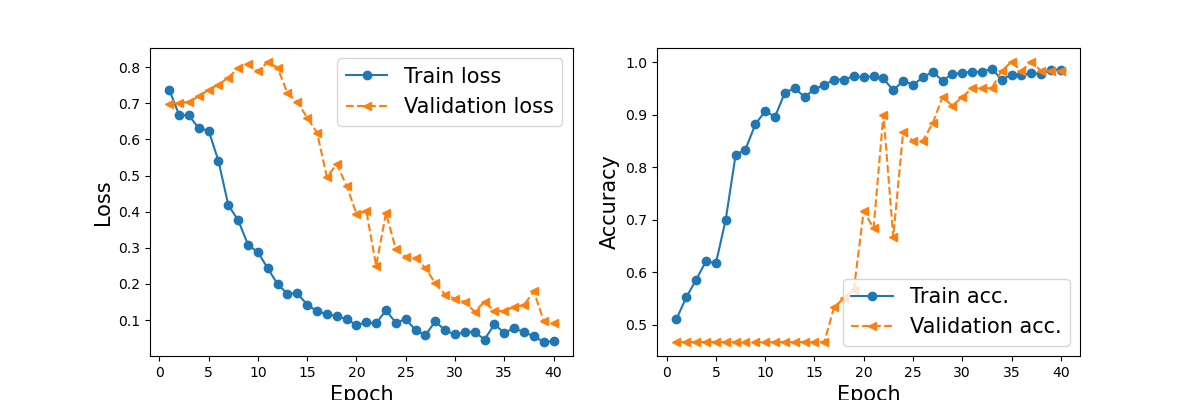 0.8
0.7
0.6
0.5
0.4
0.3
0.2
0.1
Loss
Train loss
Validation loss
0 5 10 15 20 25 30 35 40
Epoch
1.0
0.9
0.8
0.7
0.6
0.5
Accuracy
Train acc.
Validation acc.
0 5 10 15 20 25 30 35 40
Epoch